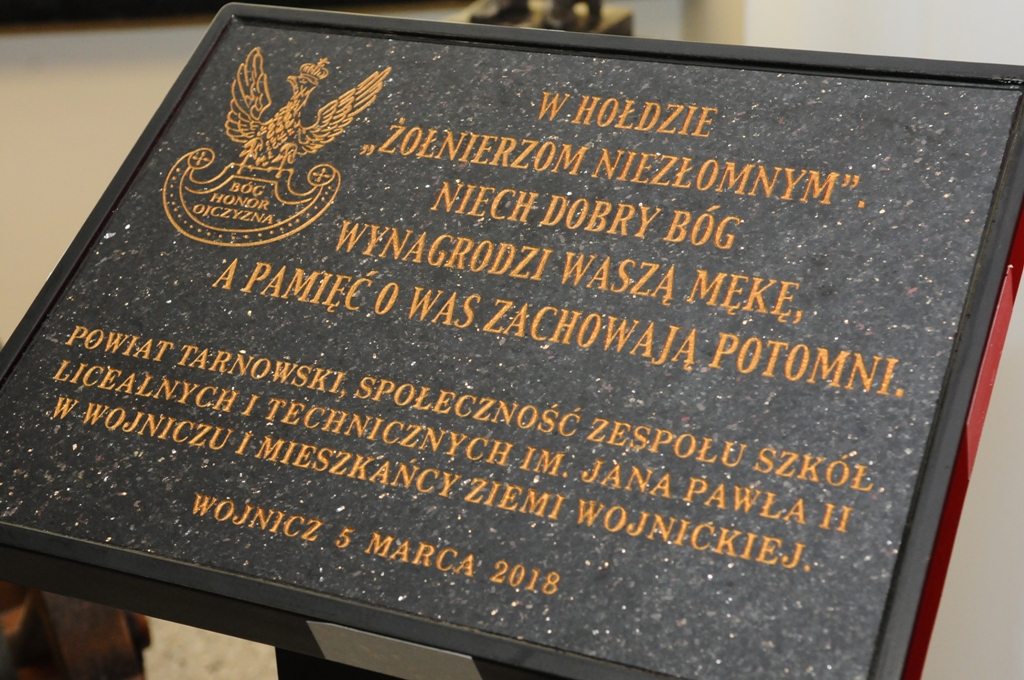 BÓG
HONOR
OJCZYZNA
W HOŁDZIE
„ŻOŁNIERZOM NIEZŁOMNYM”.
NIECH DOBRY BÓG
WYNAGRODZI WASZĄ MĘKĘ,
A PAMIĘĆ O WAS ZACHOWAJĄ POTOMNI.
POWIAT TARNOWSKI, SPOŁECZNOŚĆ ZESPOŁU SZKÓŁ
LICEALNYCH I TECHNICZNYCH IM. JANA PAWŁA II
W WOJNICZU I MIESZKAŃCY ZIEMI WOJNICKIEJ.
WOJNICZ 5 MARCA 2018